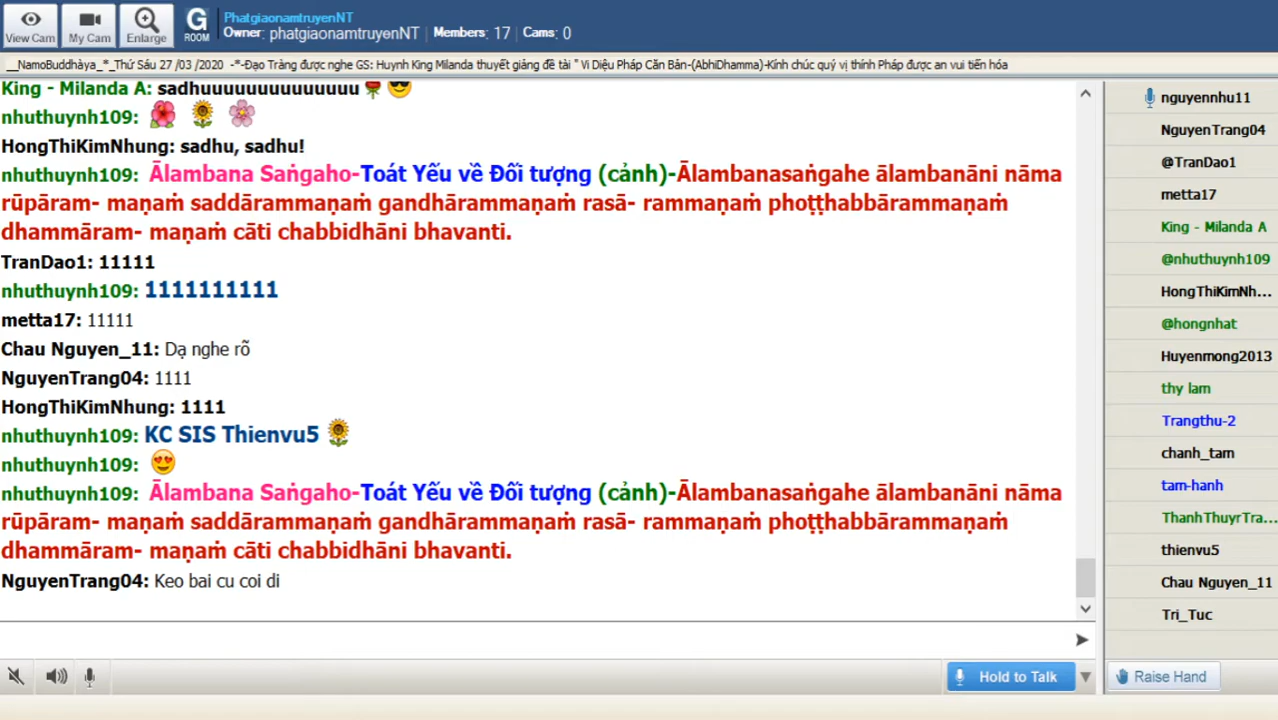 PhatgiaonamtruyenNT
Owner: phatgiaonamtruyenNT | Members: 17 | Cams: 0
View Cam
My Cam
Enlarge
G
ROOM
__NamoBuddhàya_*_Thứ Sáu 27 /03 /2020 -*-Đạo Tràng được nghe GS: Huynh King Milanda thuyết giảng đề tài " Vi Diệu Pháp Căn Bản-(AbhiDhamma)-Kính chúc quý vị thính Pháp được an vui tiến hóa
King - Milanda A: sadhuuuuuuuuuuuuuu
nhuthuynh109:
HongThiKimNhung: sadhu, sadhu!
nhuthuynh109: Ālambana Saṅgaho-Toát Yếu về Đối tượng (cảnh)-Ālambanasaṅgahe ālambanāni nāma
rūpāram- maṇaṁ saddārammaṇaṁ gandhārammaṇaṁ rasā- rammaṇaṁ phoṭṭhabbārammaṇaṁ
dhammāram- maṇaṁ cāti chabbidhāni bhavanti.
TranDao1: 11111
nhuthuynh109: 1111111111
metta17: 11111
Chau Nguyen_11: Dạ nghe rõ
NguyenTrang04: 1111
HongThiKimNhung: 1111
nhuthuynh109: KC SIS Thienvu5
nhuthuynh109:
nhuthuynh109: Ālambana Saṅgaho-Toát Yếu về Đối tượng (cảnh)-Ālambanasaṅgahe ālambanāni nāma
rūpāram- maṇaṁ saddārammaṇaṁ gandhārammaṇaṁ rasā- rammaṇaṁ phoṭṭhabbārammaṇaṁ
dhammāram- maṇaṁ cāti chabbidhāni bhavanti.
NguyenTrang04: Keo bai cu coi di
nguyennhu11
NguyenTrang04
@TranDao1
metta17
King - Milanda A
@nhuthuynh109
HongThiKimNh...
@hongnhat
Huyenmong2013
thy lam
Trangthu-2
chanh_tam
tam-hanh
ThanhThuyrTra...
thienvu5
Chau Nguyen_11
Tri_Tuc
Hold to Talk
Raise Hand